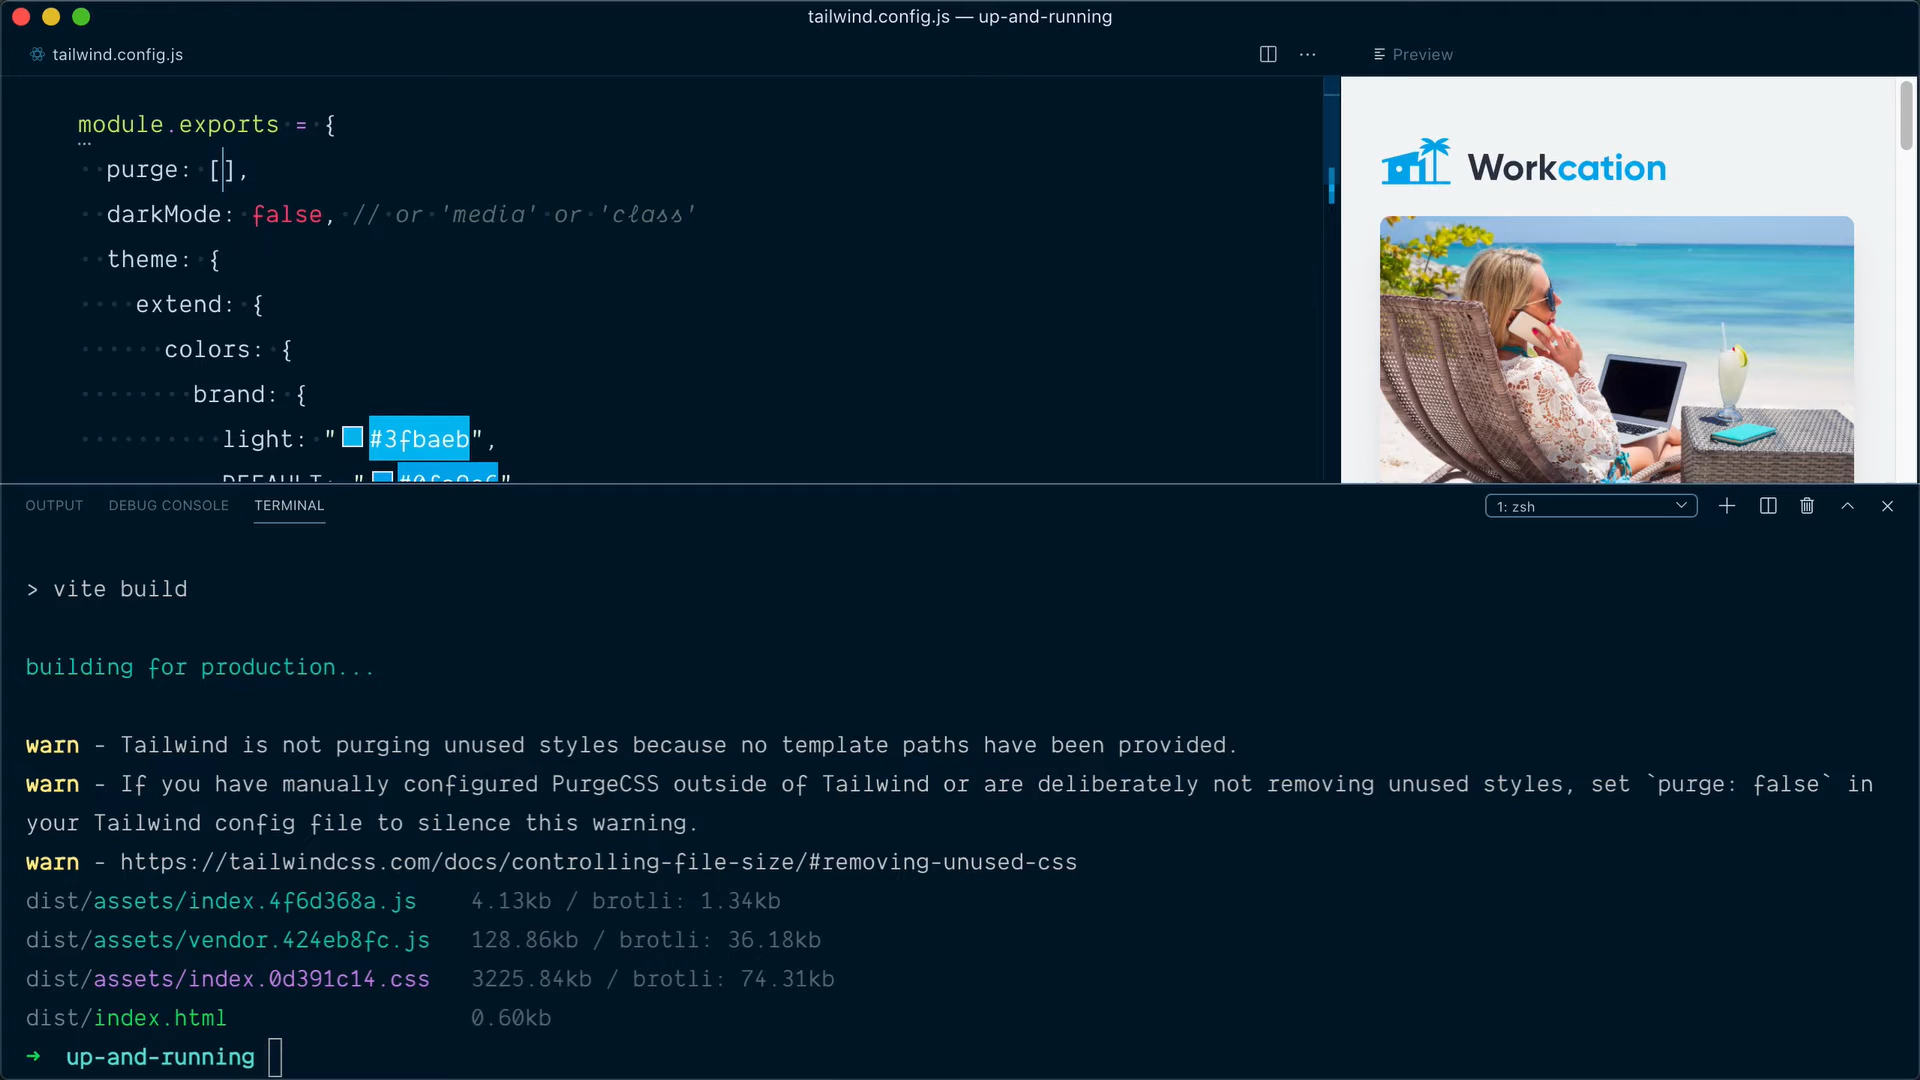 tailwind.config.js — up-and-running
tailwind.config.js
Preview
module.exports = {
purge: [],
darkMode: false, // or 'media' or 'class'
theme: {
extend: {
colors: {
brand: {
light: "#3fbaeb",
DEFAULT: "#0fa9e6"
Workcation
OUTPUT DEBUG CONSOLE TERMINAL
1: zsh
> vite build
building for production...
warn - Tailwind is not purging unused styles because no template paths have been provided.
warn - If you have manually configured PurgeCSS outside of Tailwind or are deliberately not removing unused styles, set `purge: false` in
your Tailwind config file to silence this warning.
warn - https://tailwindcss.com/docs/controlling-file-size/#removing-unused-css
dist/assets/index.4f6d368a.js 4.13kb / brotli: 1.34kb
dist/assets/vendor.424eb8fc.js 128.86kb / brotli: 36.18kb
dist/assets/index.0d391c14.css 3225.84kb / brotli: 74.31kb
dist/index.html 0.60kb
➜ up-and-running